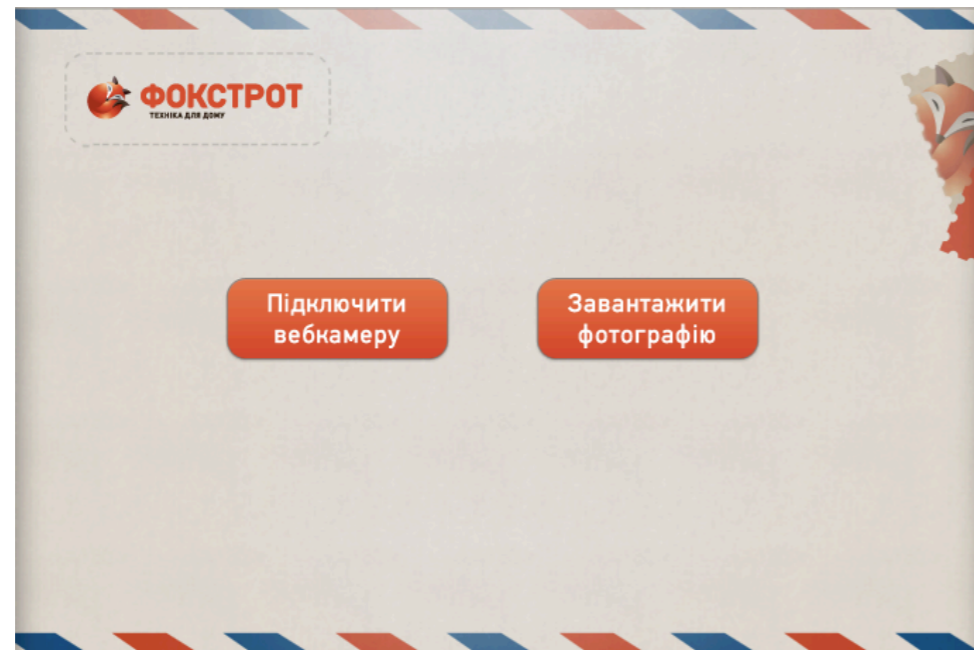 ФОКСТРОТ
ТЕХНІКА ДЛЯ ДОМУ
Підключити
вебкамеру
Завантажити
фотографію